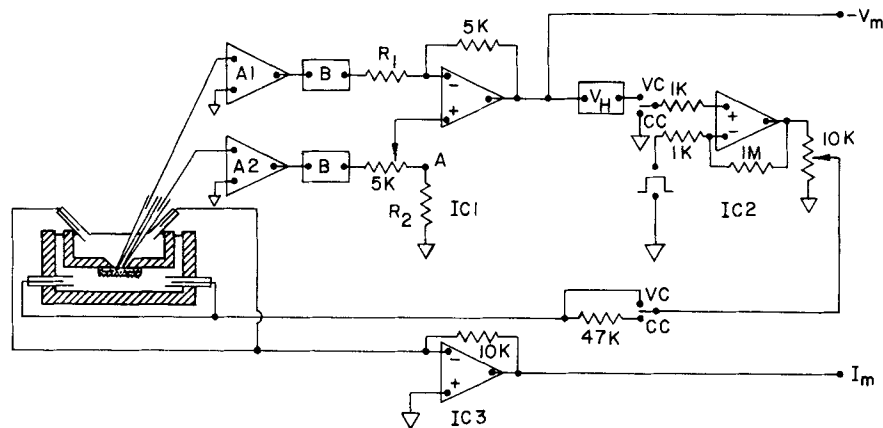 5K
-Vm
A1
B
R1
-
+
VH
VC
CC
1K
1K
+
-
1M
10K
A2
B
5K
A
R2
IC1
IC2
VC
CC
47K
10K
-
+
IC3
Im